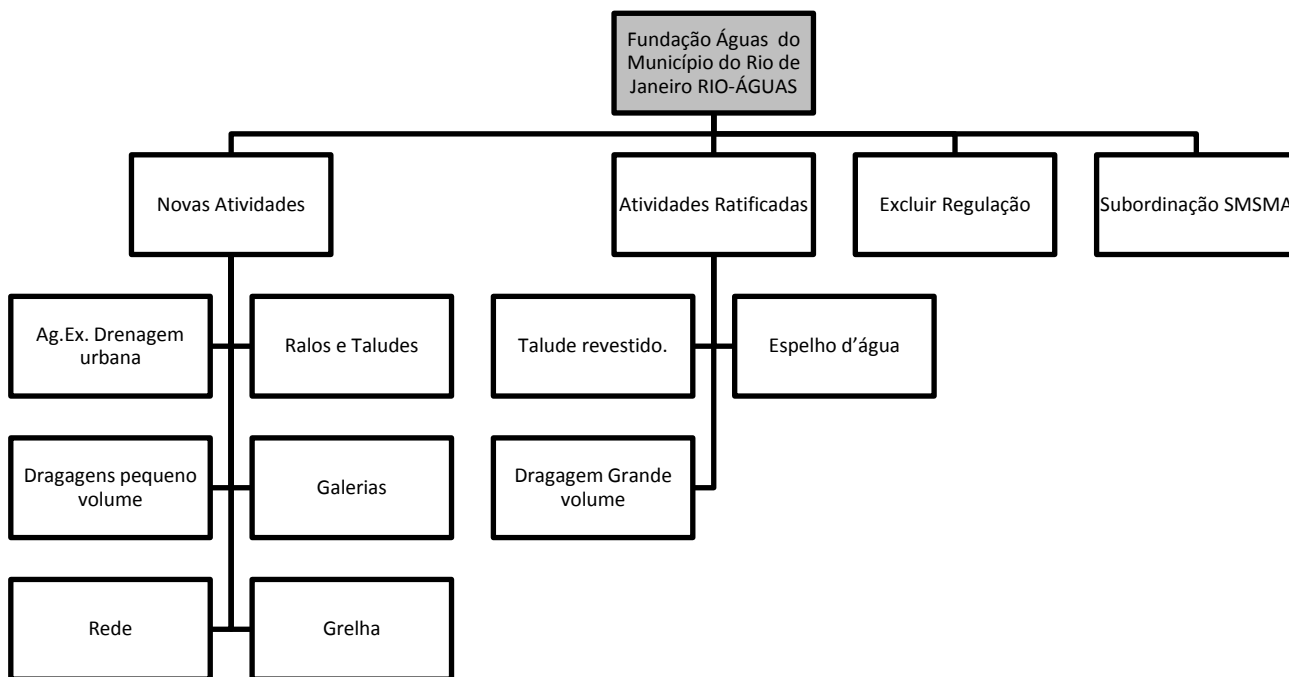 Fundação Águas do
Município do Rio de
Janeiro RIO-ÁGUAS
Novas Atividades
Atividades Ratificadas
Excluir Regulação
Subordinação SMSMA
Ag.Ex. Drenagem
urbana
Ralos e Taludes
Talude revestido.
Espelho d’água
Dragagens pequeno
volume
Galerias
Dragagem Grande
volume
Rede
Grelha